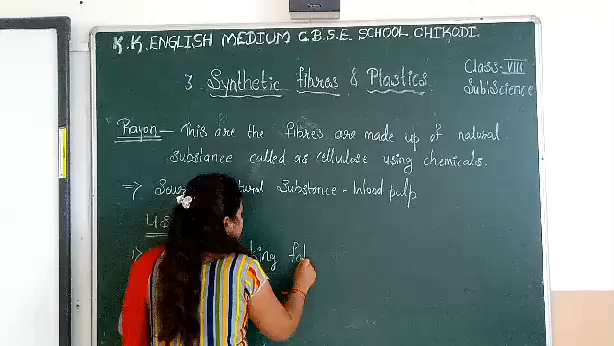 K.K. ENGLISH MEDIUM C.B.S.E. SCHOOL CHIKODI.
Class:- VIII
3 Synthetic fibres & Plastics
Sub:Science
Rayon— This are the fibres are made up of natural
substance called as cellulose using chemicals.
=> Substance - Wood pulp